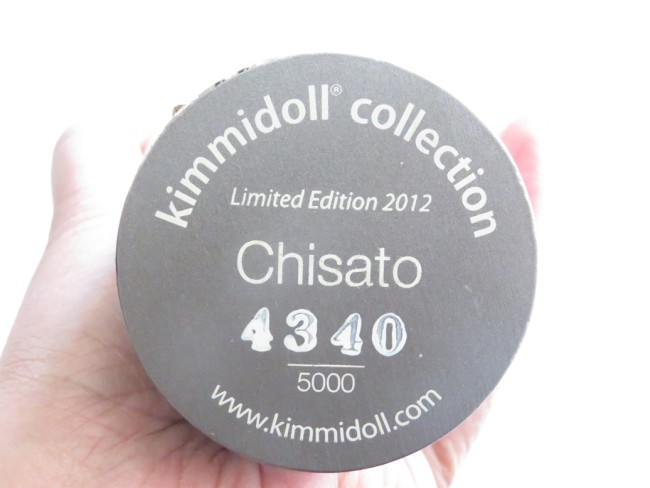 kimmidoll® collection
Limited Edition 2012
Chisato
4340
5000
www.kimmidoll.com